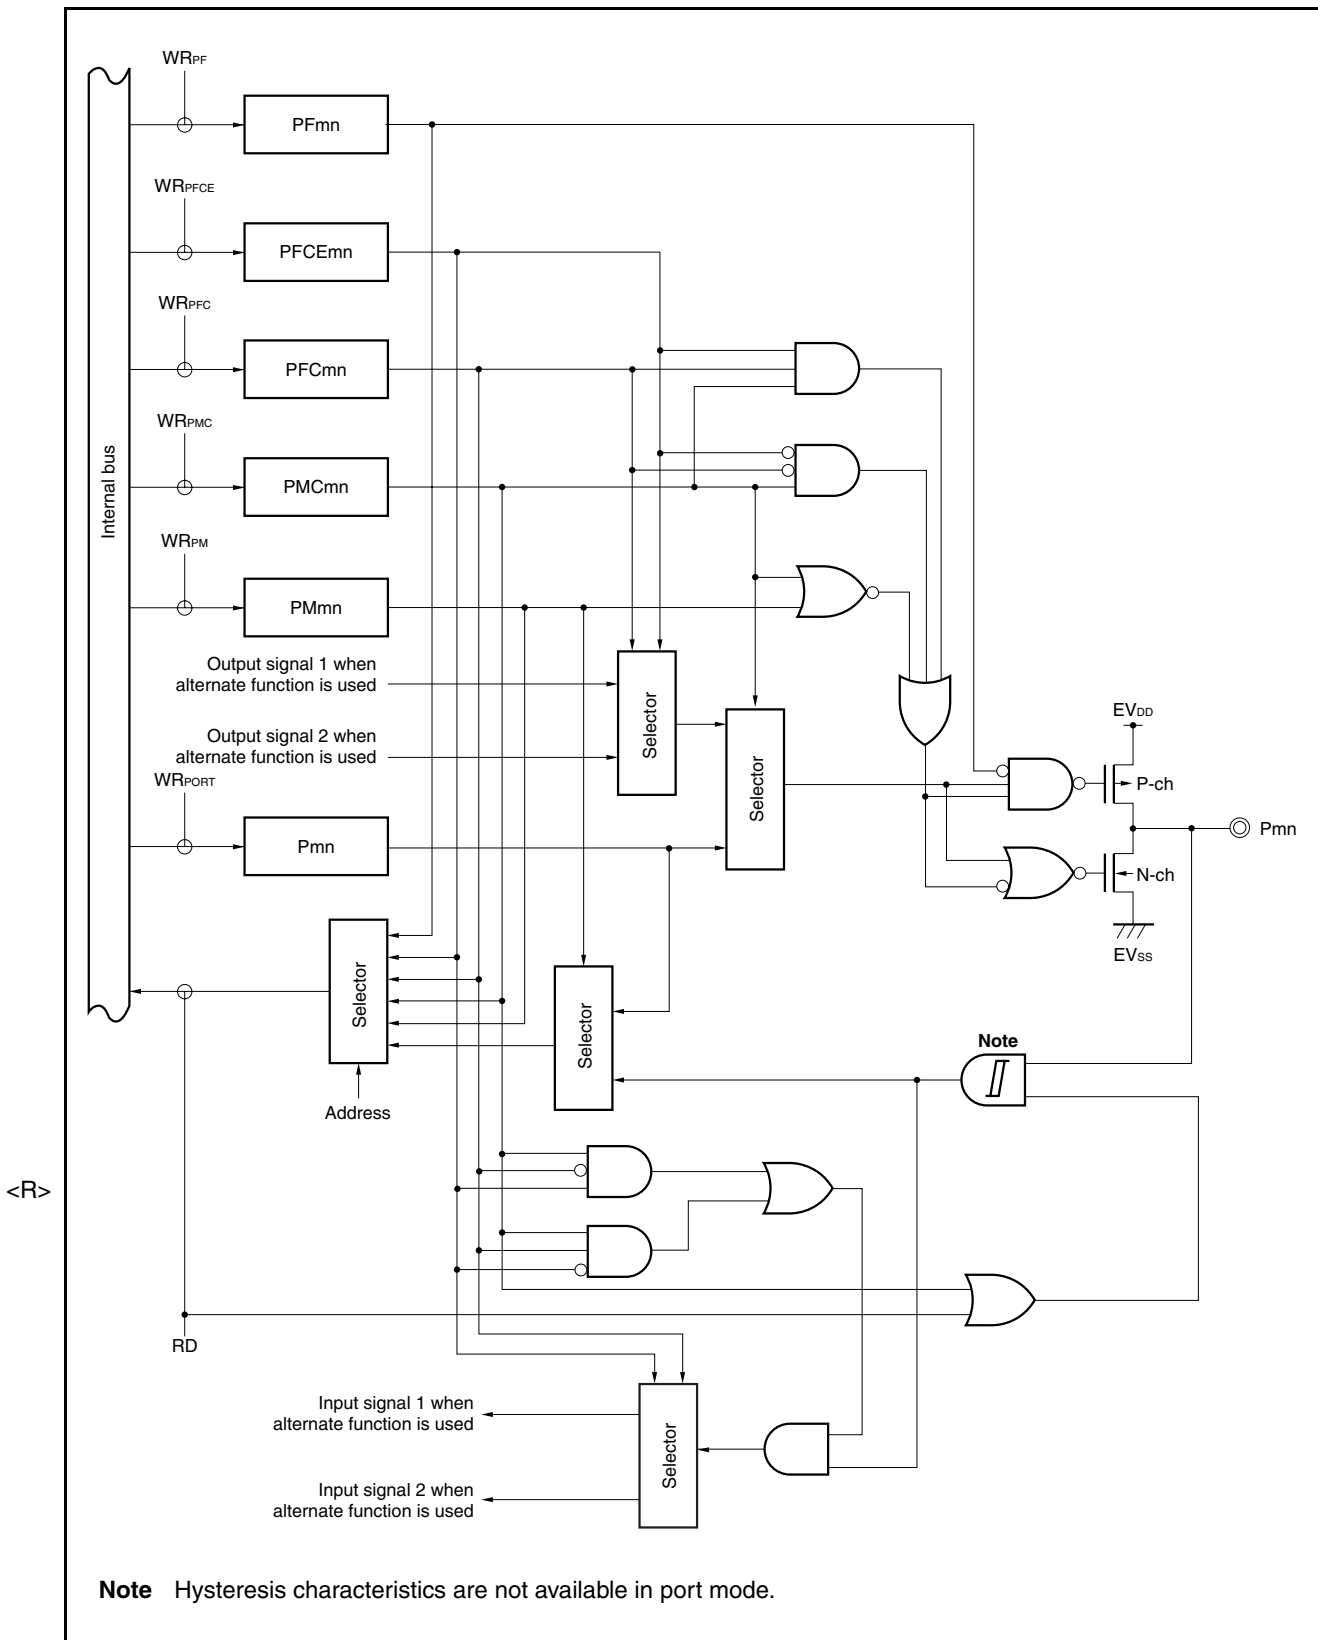 WRPF
PFmn
WRPFCE
PFCEmn
WRPFC
PFCmn
WRPMC
Internal bus
PMCmn
WRPM
PMmn
Output signal 1 when
alternate function is used
Selector
Output signal 2 when
alternate function is used
Selector
EVDD
P-ch
WRPORT
Pmn
Pmn
N-ch
EVSS
Selector
Selector
Note
Address
<R>
RD
Input signal 1 when
alternate function is used
Selector
Input signal 2 when
alternate function is used
Note Hysteresis characteristics are not available in port mode.